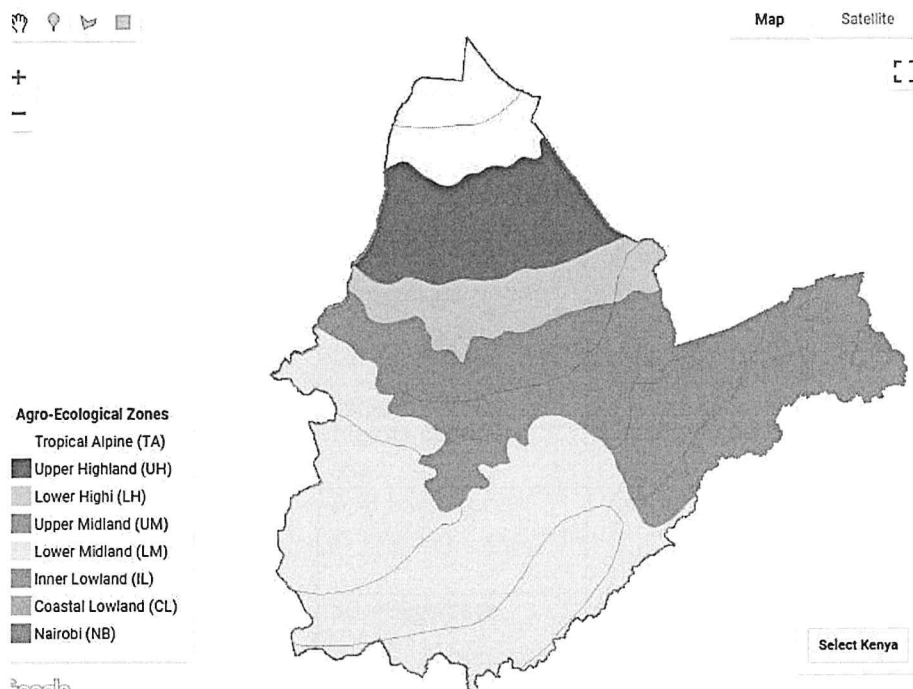 Map Satellite
Agro-Ecological Zones
Tropical Alpine (TA)
Upper Highland (UH)
Lower Highl (LH)
Upper Midland (UM)
Lower Midland (LM)
Inner Lowland (IL)
Coastal Lowland (CL)
Nairobi (NB)
Select Kenya